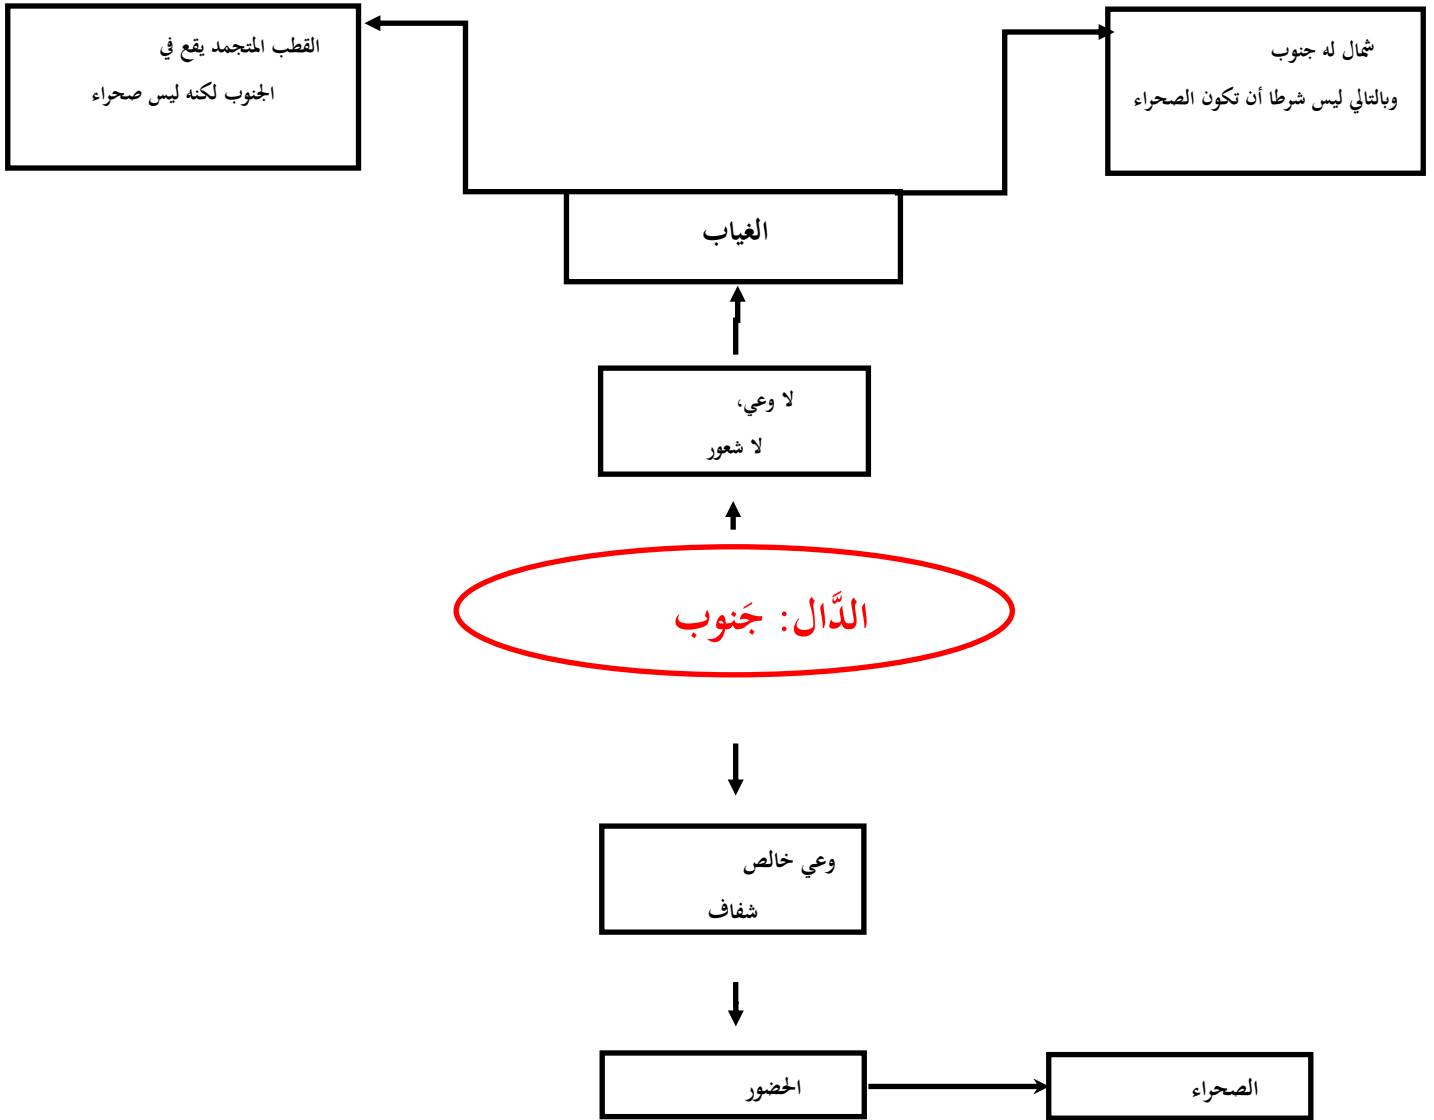 شمال له جنوب
وبالتالي ليس شرطا أن تكون الصحراء
القطب المتجمد يقع في
الجنوب لكنه ليس صحراء
الغياب
لا وعي،
لا شعور
الدَّال: جَنوب
وعي خالص
شفاف
الحضور
الصحراء